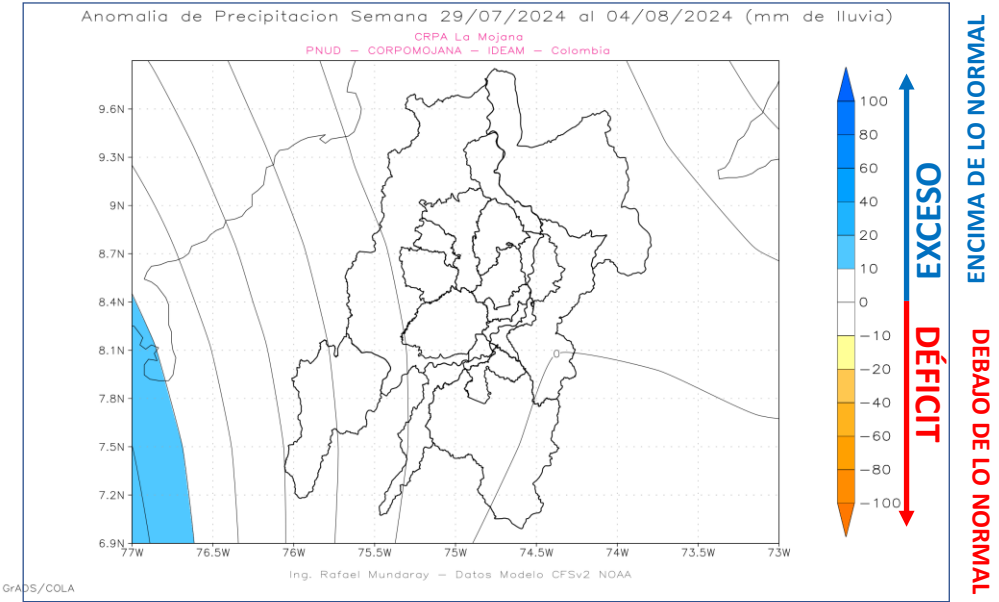 Anomalia de Precipitacion Semana 29/07/2024 al 04/08/2024 (mm de lluvia)
CRPA La Mojana
PNUD – CORPOMOJANA – IDEAM – Colombia
9.6N
9.3N
9N
8.7N
8.4N
8.1N
7.8N
7.5N
7.2N
6.9N
77W
76.5W
76W
75.5W
75W
74.5W
74W
73.5W
73W
0
100
80
60
40
20
10
0
−10
−20
−40
−60
−80
−100
EXCESO
DÉFICIT
ENCIMA DE LO NORMAL
DEBAJO DE LO NORMAL
Ing. Rafael Mundaray – Datos Modelo CFSv2 NOAA
GrADS/COLA